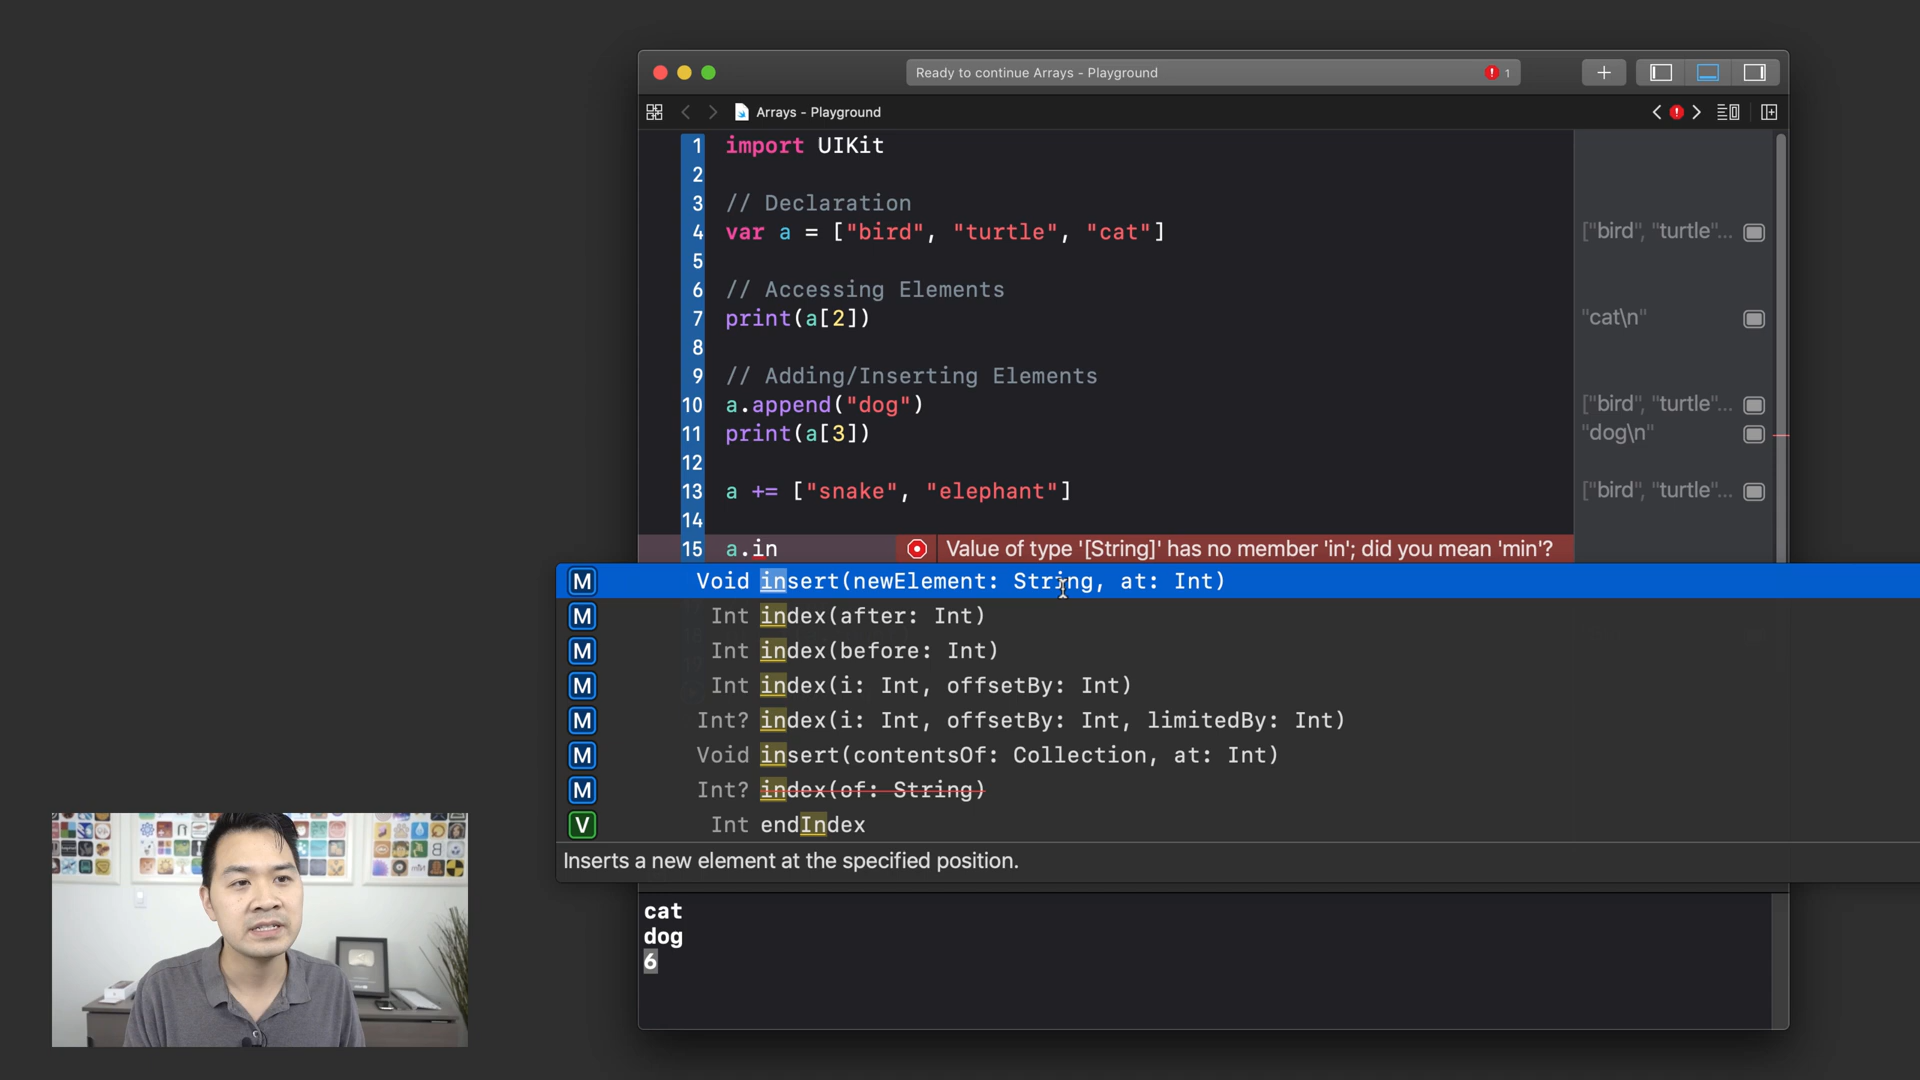 Ready to continue Arrays - Playground
1
Arrays - Playground
1 import UIKit
2
3 // Declaration
4 var a = ["bird", "turtle", "cat"]
["bird", "turtle"...
5
6 // Accessing Elements
7 print(a[2])
"cat\n"
8
9 // Adding/Inserting Elements
10 a.append("dog")
["bird", "turtle"...
11 print(a[3])
"dog\n"
12
13 a += ["snake", "elephant"]
["bird", "turtle"...
14
15 a.in
Value of type '[String]' has no member 'in'; did you mean 'min'?
M Void insert(newElement: String, at: Int)
M Int index(after: Int)
M Int index(before: Int)
M Int index(i: Int, offsetBy: Int)
M Int? index(i: Int, offsetBy: Int, limitedBy: Int)
M Void insert(contentsOf: Collection, at: Int)
M Int? index(of: String)
V Int endIndex
Inserts a new element at the specified position.
cat
dog
6